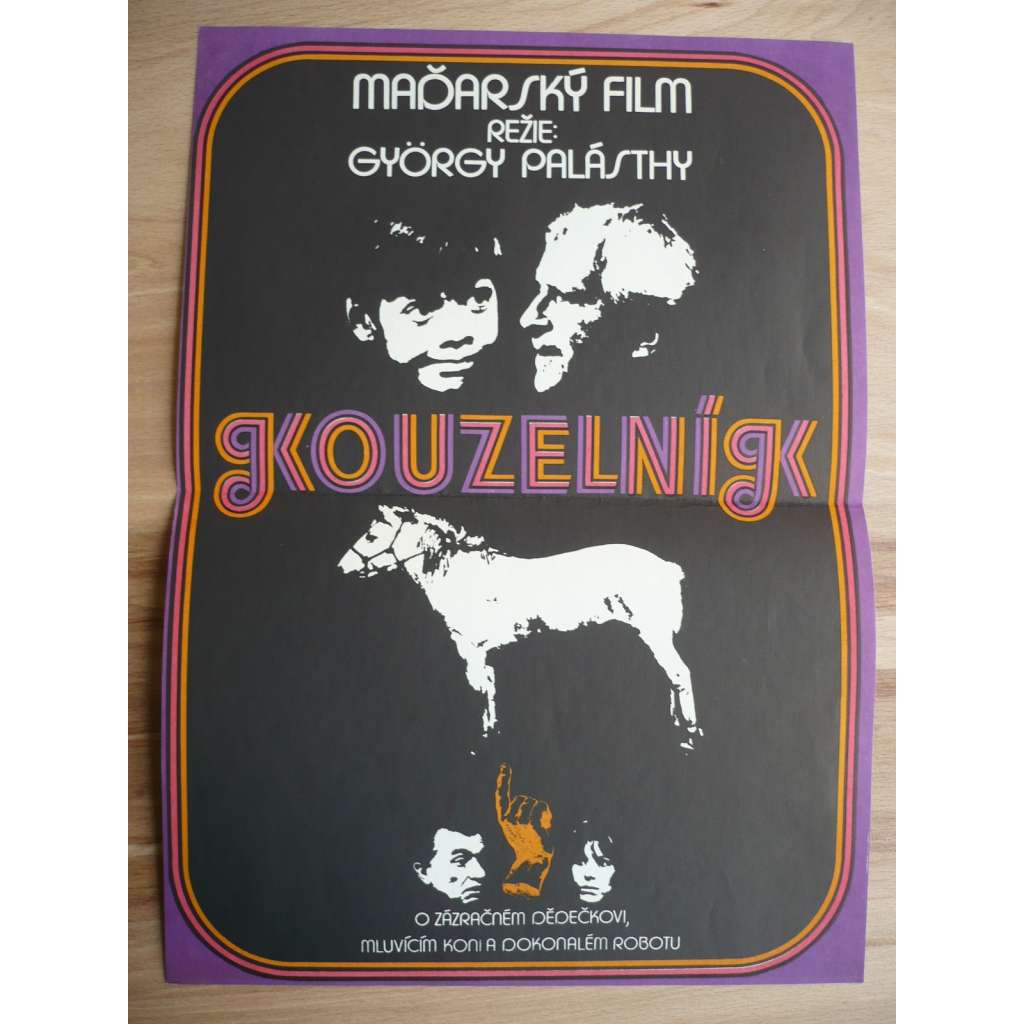 MAĎARSKÝ FILM
REŽIE:
GYÖRGY PALÁSTHY
KOUZELNÍK
O ZÁZRAČNÉM DĚDEČKOVI,
MLUVÍCÍM KONI A DOKONALÉM ROBOTU